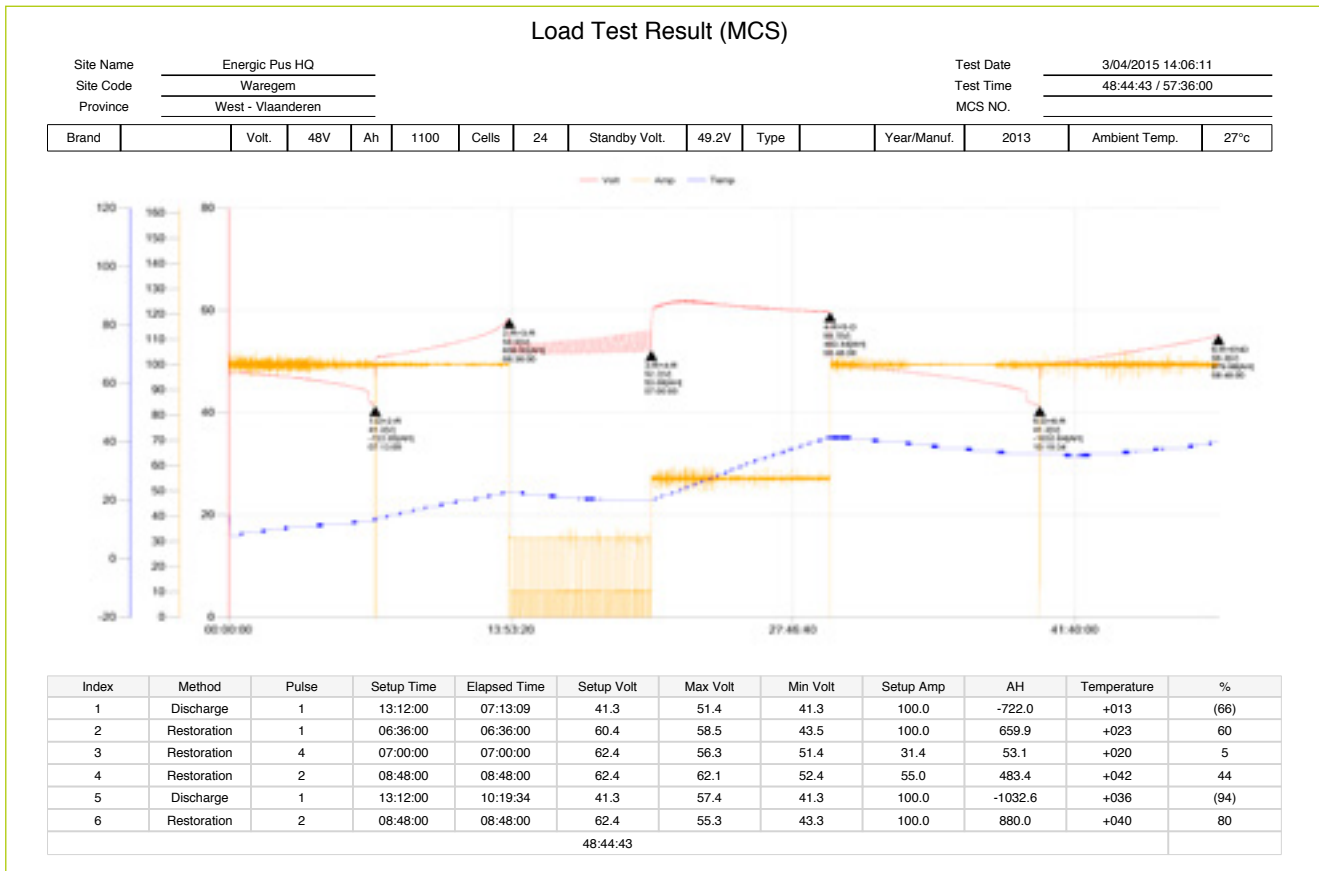 Load Test Result (MCS)
Site Name Energic Pus HQ Test Date 3/04/2015 14:06:11
Site Code Waregem Test Time 48:44:43 / 57:36:00
Province West - Vlaanderen MCS NO.
Brand Volt. 48V Ah 1100 Cells 24 Standby Volt. 49.2V Type Year/Manuf. 2013 Ambient Temp. 27°c
Volt Amp Temp
120 160 80
150
100 140
130
80 120 60
110
100
60 90
80 40
40 70
60
20 50
40 20
0 30
20
10
-20 0 0
00:00:00 13:53:20 27:46:40 41:40:00
Index Method Pulse Setup Time Elapsed Time Setup Volt Max Volt Min Volt Setup Amp AH Temperature %
1 Discharge 1 13:12:00 07:13:09 41.3 51.4 41.3 100.0 -722.0 +013 (66)
2 Restoration 1 06:36:00 06:36:00 60.4 58.5 43.5 100.0 659.9 +023 60
3 Restoration 4 07:00:00 07:00:00 62.4 56.3 51.4 31.4 53.1 +020 5
4 Restoration 2 08:48:00 08:48:00 62.4 62.1 52.4 55.0 483.4 +042 44
5 Discharge 1 13:12:00 10:19:34 41.3 57.4 41.3 100.0 -1032.6 +036 (94)
6 Restoration 2 08:48:00 08:48:00 62.4 55.3 43.3 100.0 880.0 +040 80
48:44:43